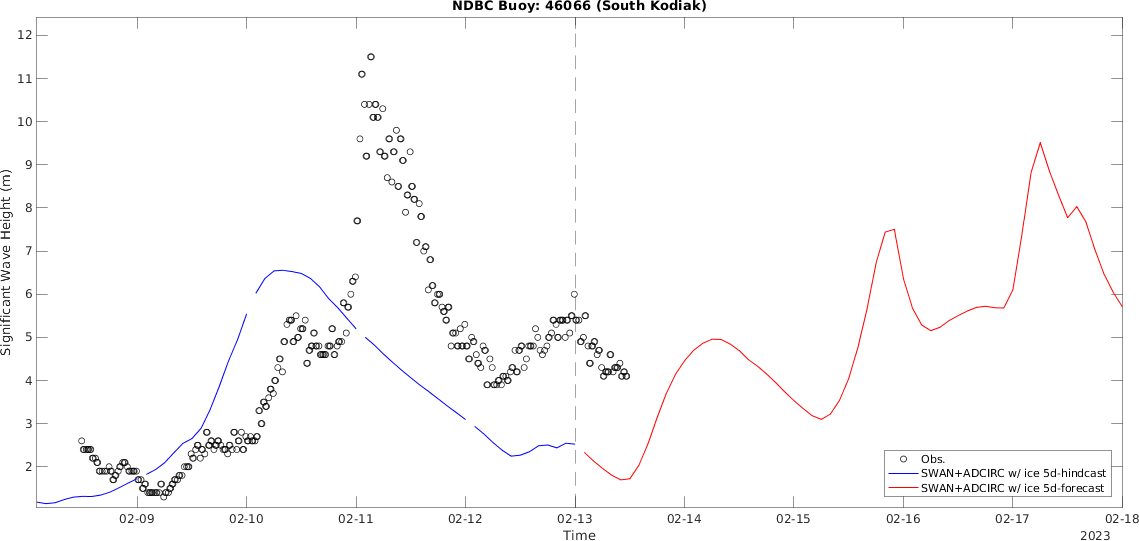 NDBC Buoy: 46066 (South Kodiak)
Significant Wave Height (m)
12
11
10
9
8
7
6
5
4
3
2
Obs.
SWAN+ADCIRC w/ ice 5d-hindcast
SWAN+ADCIRC w/ ice 5d-forecast
02-09 02-10 02-11 02-12 02-13 02-14 02-15 02-16 02-17 02-18
Time
2023